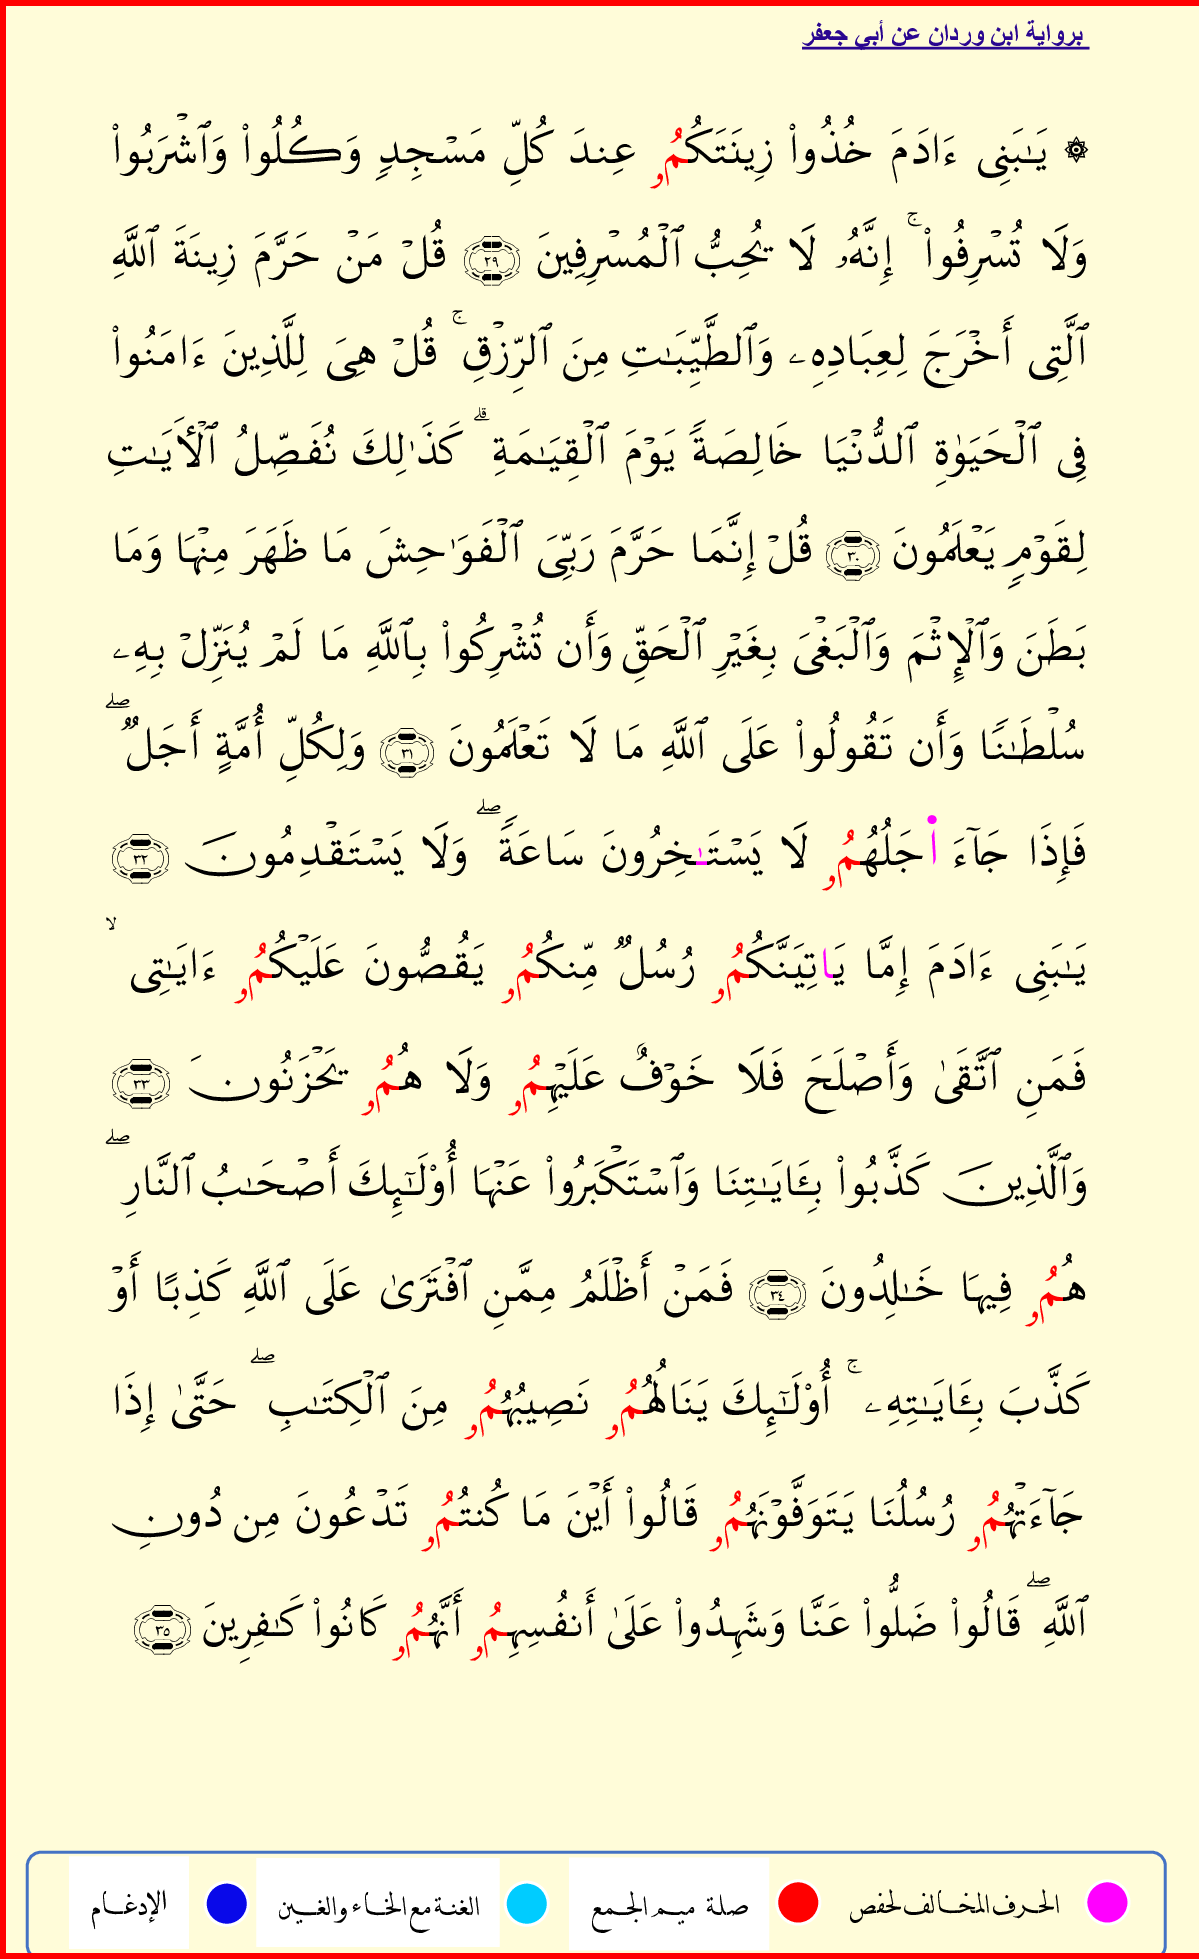 برواية ابن وردان عن أبي جعفر
۞ يَٰبَنِى ءَادَمَ خُذُواْ زِينَتَكُمُۥ عِندَ كُلِّ مَسۡجِدٍ وَكُلُواْ وَٱشۡرَبُواْ
وَلَا تُسۡرِفُواْۚ إِنَّهُۥ لَا يُحِبُّ ٱلۡمُسۡرِفِينَ ٢٩ قُلۡ مَنۡ حَرَّمَ زِينَةَ ٱللَّهِ
ٱلَّتِى أَخۡرَجَ لِعِبَادِهِۦ وَٱلطَّيِّبَٰتِ مِنَ ٱلرِّزۡقِۚ قُلۡ هِىَ لِلَّذِينَ ءَامَنُواْ
فِى ٱلۡحَيَوٰةِ ٱلدُّنۡيَا خَالِصَةً يَوۡمَ ٱلۡقِيَٰمَةِۗ كَذَٰلِكَ نُفَصِّلُ ٱلۡأَيَٰتِ
لِقَوۡمٍ يَعۡلَمُونَ ٣٠ قُلۡ إِنَّمَا حَرَّمَ رَبِّىَ ٱلۡفَوَٰحِشَ مَا ظَهَرَ مِنۡهَا وَمَا
بَطَنَ وَٱلۡإِثۡمَ وَٱلۡبَغۡىَ بِغَيۡرِ ٱلۡحَقِّ وَأَن تُشۡرِكُواْ بِٱللَّهِ مَا لَمۡ يُنَزِّلۡ بِهِۦ
سُلۡطَٰنًا وَأَن تَقُولُواْ عَلَى ٱللَّهِ مَا لَا تَعۡلَمُونَ ٣١ وَلِكُلِّ أُمَّةٍ أَجَلٌۖ
فَإِذَا جَآءَ ا۬جَلُهُمُۥ لَا يَسۡتَٰخِرُونَ سَاعَةًۖ وَلَا يَسۡتَقۡدِمُونَ ٣٢
يَٰبَنِى ءَادَمَ إِمَّا يَاتِيَنَّكُمُۥ رُسُلٌ مِّنكُمُۥ يَقُصُّونَ عَلَيۡكُمُۥ ءَايَٰتِىۙ
فَمَنِ ٱتَّقَىٰ وَأَصۡلَحَ فَلَا خَوۡفٌ عَلَيۡهِمُۥ وَلَا هُمُۥ يَحۡزَنُونَ ٣٣
وَٱلَّذِينَ كَذَّبُواْ بِـَٔايَٰتِنَا وَٱسۡتَكۡبَرُواْ عَنۡهَا أُوْلَٰٓئِكَ أَصۡحَٰبُ ٱلنَّارِۖ
هُمُۥ فِيهَا خَٰلِدُونَ ٣٤ فَمَنۡ أَظۡلَمُ مِمَّنِ ٱفۡتَرَىٰ عَلَى ٱللَّهِ كَذِبًا أَوۡ
كَذَّبَ بِـَٔايَٰتِهِۦۚ أُوْلَٰٓئِكَ يَنَالُهُمُۥ نَصِيبُهُمُۥ مِنَ ٱلۡكِتَٰبِۖ حَتَّىٰ إِذَا
جَآءَتۡهُمُۥ رُسُلُنَا يَتَوَفَّوۡنَهُمُۥ قَالُواْ أَيۡنَ مَا كُنتُمُۥ تَدۡعُونَ مِن دُونِ
ٱللَّهِۖ قَالُواْ ضَلُّواْ عَنَّا وَشَهِدُواْ عَلَىٰ أَنفُسِهِمُۥ أَنَّهُمُۥ كَانُواْ كَٰفِرِينَ ٣٥
الحرف المخالف لحفص صلة ميم الجمع الغنة مع الخاء والغين الإدغام